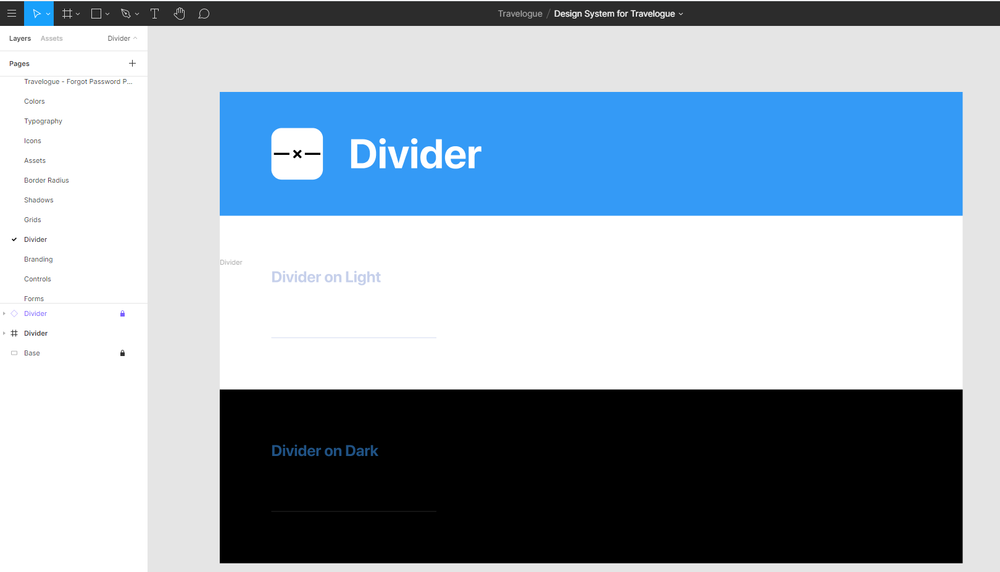 Travelogue / Design System for Travelogue
Layers Assets Divider
Pages
Travelogue - Forgot Password P...
Colors
Typography
Icons
Assets
Border Radius
Shadows
Grids
Divider
Branding
Controls
Forms
Divider
Divider
Base
Divider
Divider
Divider on Light
Divider on Dark